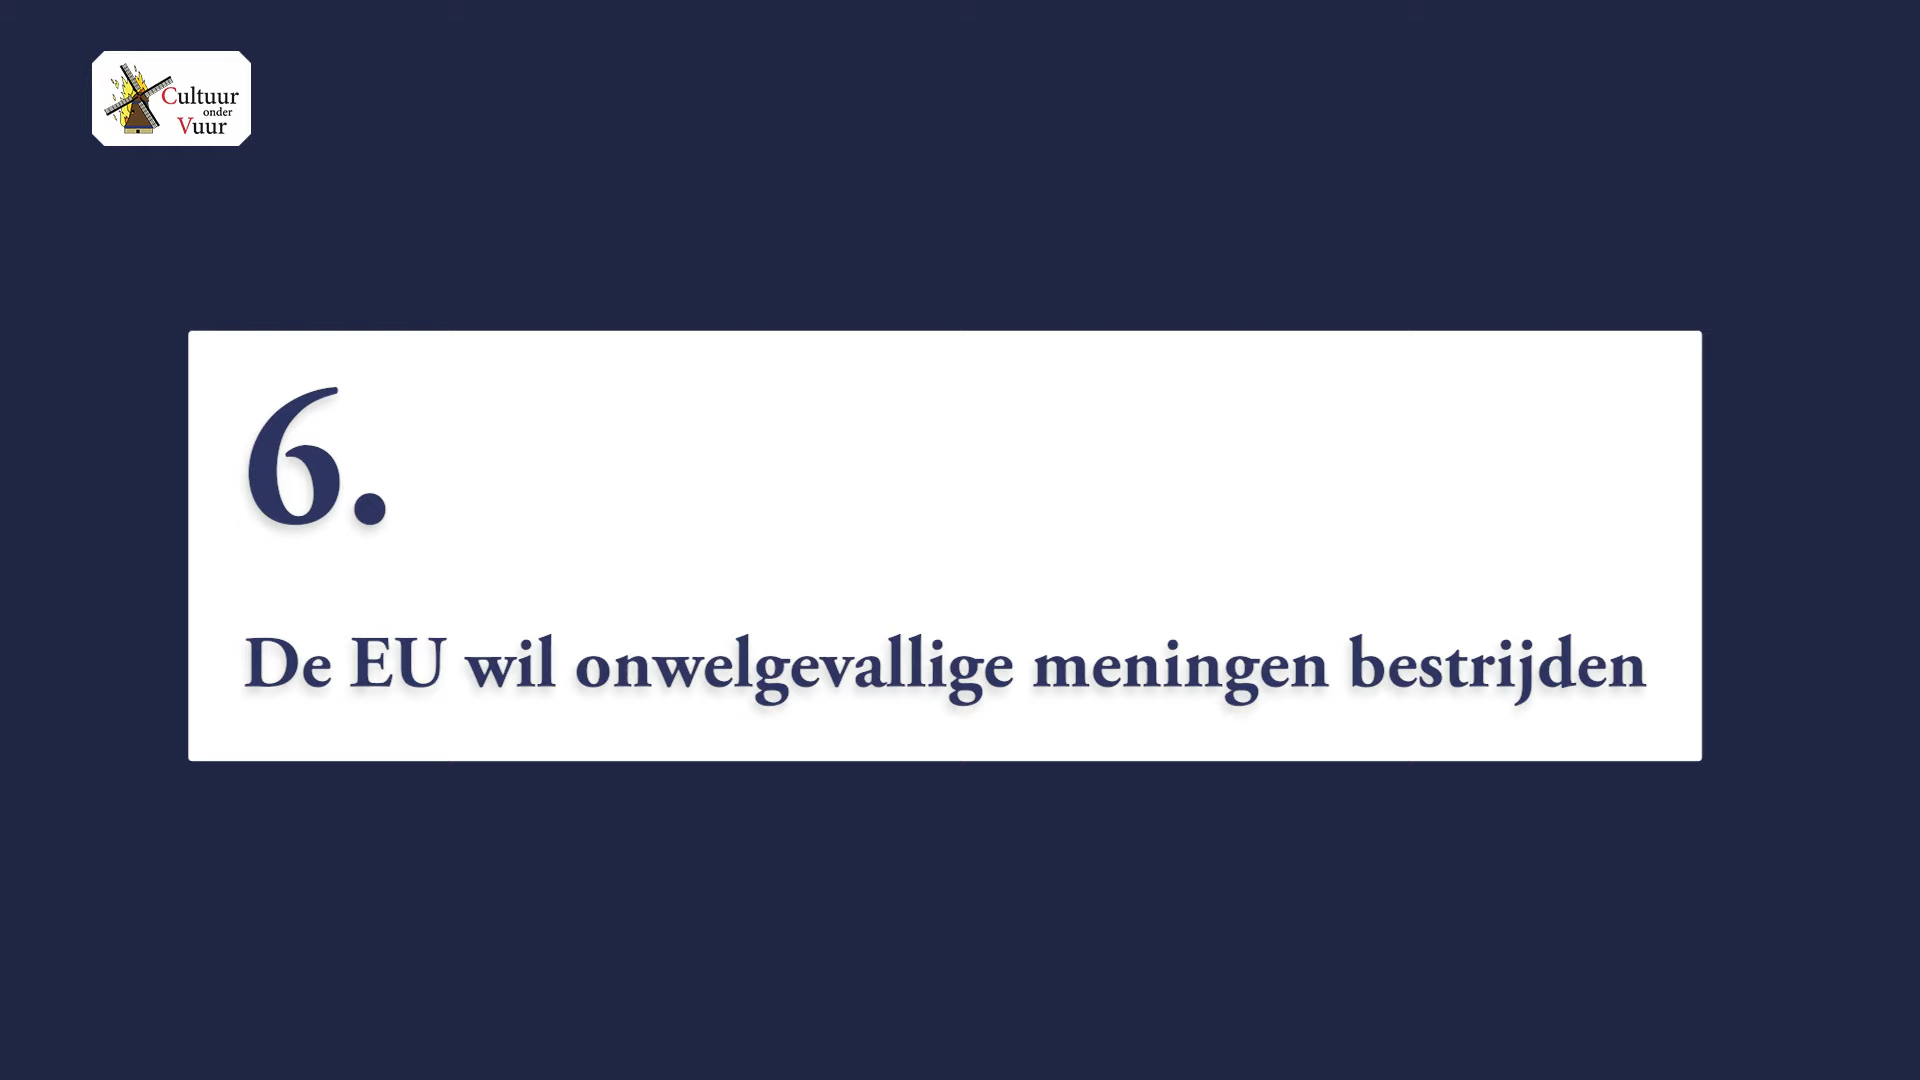 Cultuur
onder
Vuur
6.
De EU wil onwelgevallige meningen bestrijden